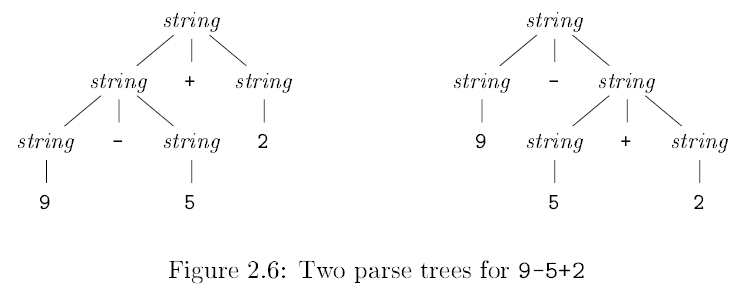 string string
string + string string - string
string - string 2 9 string + string
9 5 5 2
Figure 2.6: Two parse trees for 9-5+2